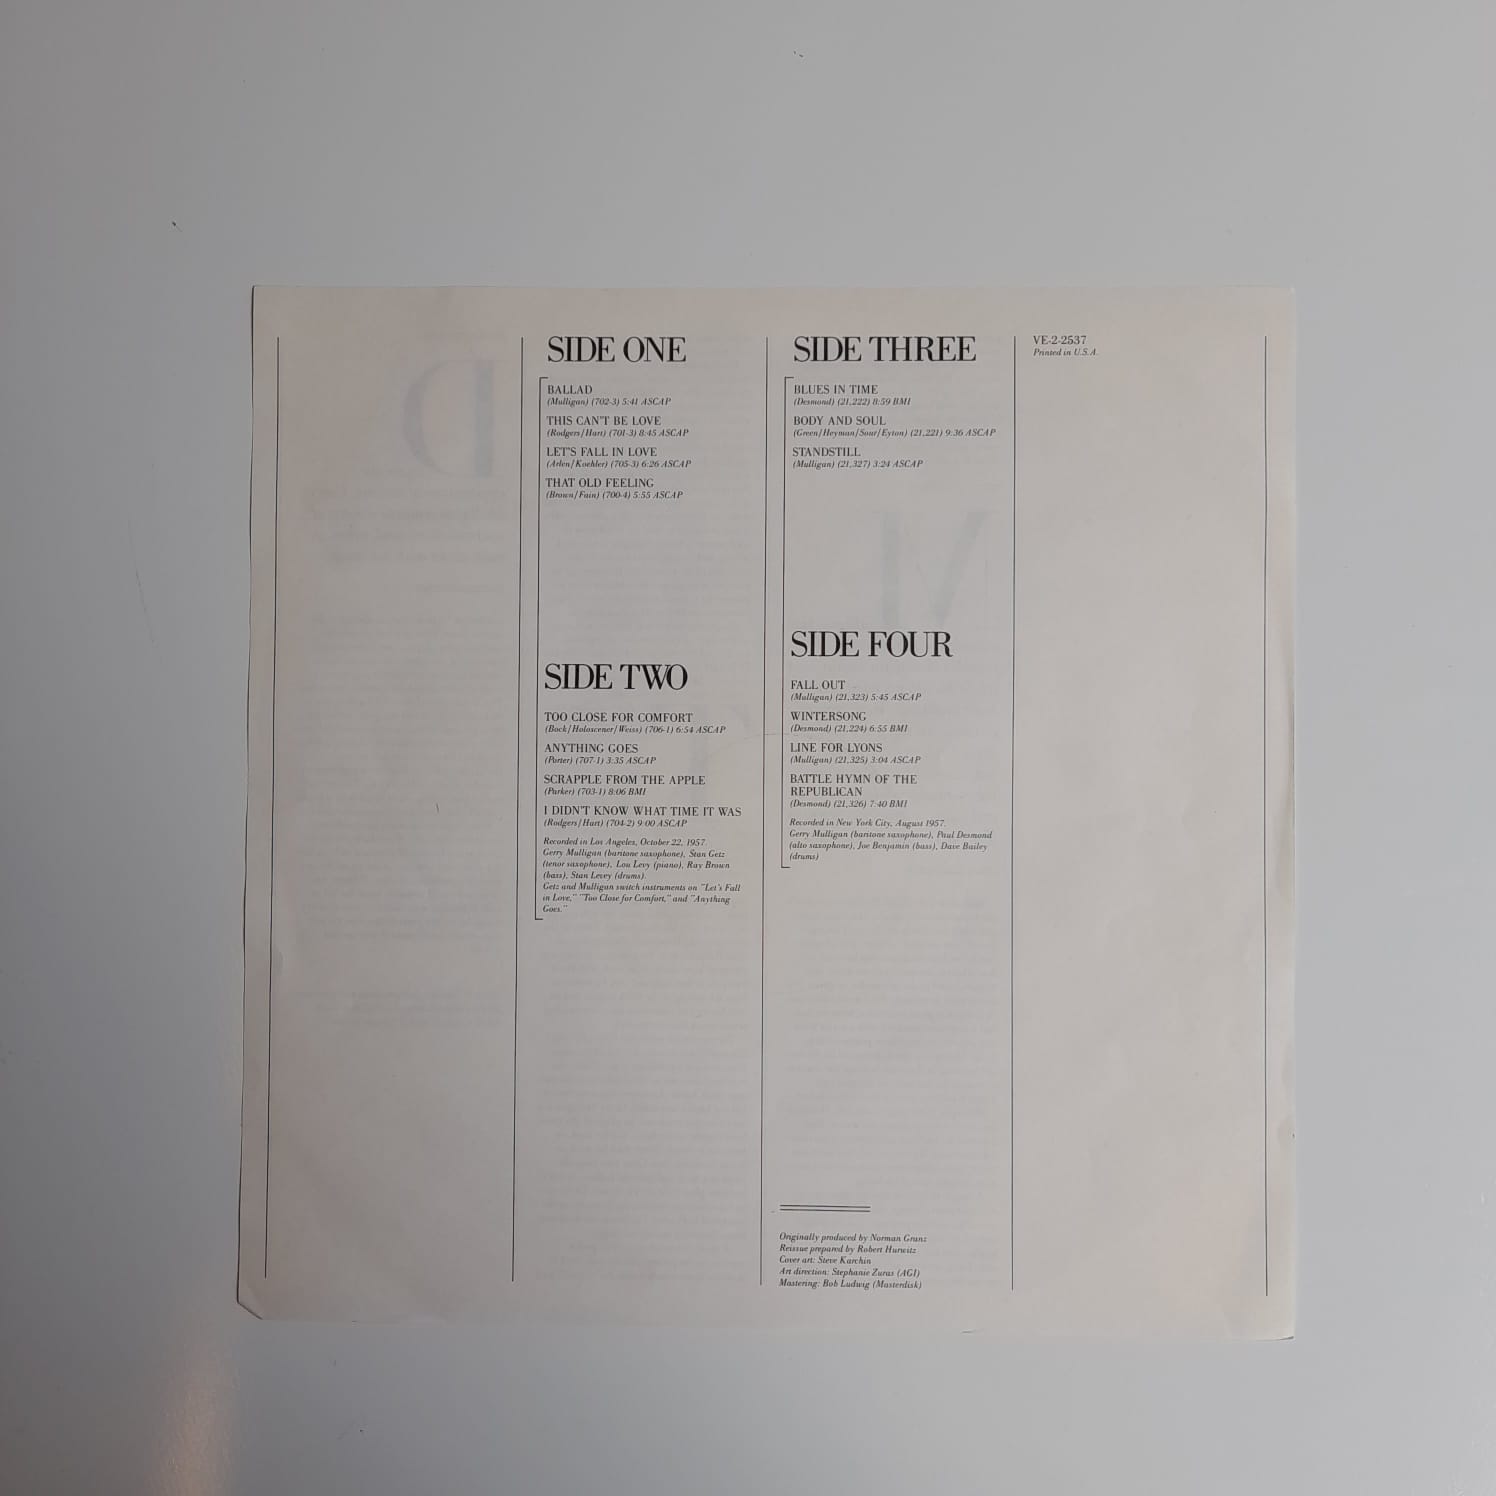 SIDE ONE
BALLAD
(Mulligan) (702-3) 5:41 ASCAP
THIS CAN'T BE LOVE
(Rodgers/Hart) (701-3) 8:45 ASCAP
LET'S FALL IN LOVE
(Arlen/Koehler) (705-3) 6:26 ASCAP
THAT OLD FEELING
(Brown/Fain) (700-4) 5:55 ASCAP
SIDE TWO
TOO CLOSE FOR COMFORT
(Bock/Holoscener/Weiss) (706-1) 6:54 ASCAP
ANYTHING GOES
(Porter) (707-1) 3:35 ASCAP
SCRAPPLE FROM THE APPLE
(Parker) (703-1) 8:06 BMI
I DIDN'T KNOW WHAT TIME IT WAS
(Rodgers/Hart) (704-2) 9:00 ASCAP
Recorded in Los Angeles, October 22, 1957.
Gerry Mulligan (baritone saxophone), Stan Getz
(tenor saxophone), Lou Levy (piano), Ray Brown
(bass), Stan Levey (drums).
Getz and Mulligan switch instruments on "Let's Fall
in Love," "Too Close for Comfort," and "Anything
Goes."
SIDE THREE
BLUES IN TIME
(Desmond) (21,222) 8:59 BMI
BODY AND SOUL
(Green/Heyman/Sour/Eyton) (21,221) 9:36 ASCAP
STANDSTILL
(Mulligan) (21,327) 3:24 ASCAP
SIDE FOUR
FALL OUT
(Mulligan) (21,323) 5:45 ASCAP
WINTERSONG
(Desmond) (21,224) 6:55 BMI
LINE FOR LYONS
(Mulligan) (21,325) 3:04 ASCAP
BATTLE HYMN OF THE
REPUBLICAN
(Desmond) (21,326) 7:40 BMI
Recorded in New York City, August 1957.
Gerry Mulligan (baritone saxophone), Paul Desmond
(alto saxophone), Joe Benjamin (bass), Dave Bailey
(drums)
Originally produced by Norman Granz
Reissue prepared by Robert Hurwitz
Cover art: Steve Karchin
Art direction: Stephanie Zuras (AGI)
Mastering: Bob Ludwig (Masterdisk)
VE-2-2537
Printed in U.S.A.